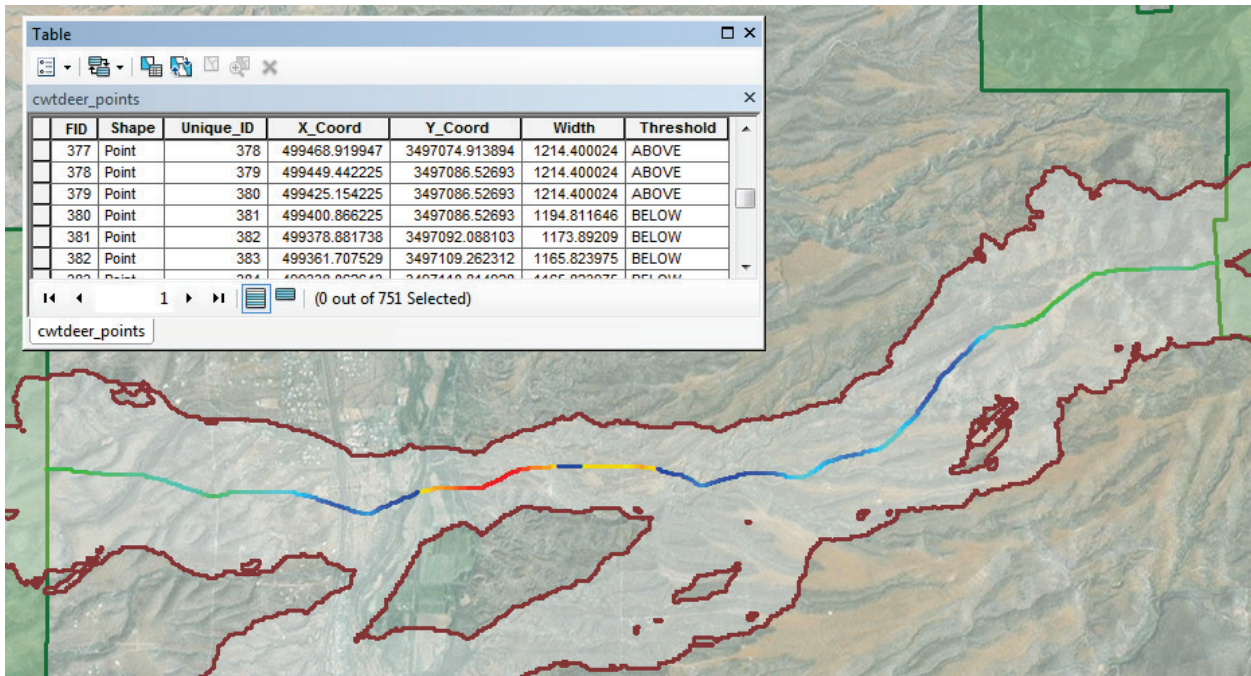 Table
cwtdeer_points
FID Shape Unique_ID X_Coord Y_Coord Width Threshold
377 Point 378 499468.919947 3497074.913894 1214.400024 ABOVE
378 Point 379 499449.442225 3497086.52693 1214.400024 ABOVE
379 Point 380 499425.154225 3497086.52693 1214.400024 ABOVE
380 Point 381 499400.866225 3497086.52693 1194.811646 BELOW
381 Point 382 499378.881738 3497092.088103 1173.89209 BELOW
382 Point 383 499361.707529 3497109.262312 1165.823975 BELOW
1 (0 out of 751 Selected)
cwtdeer_points